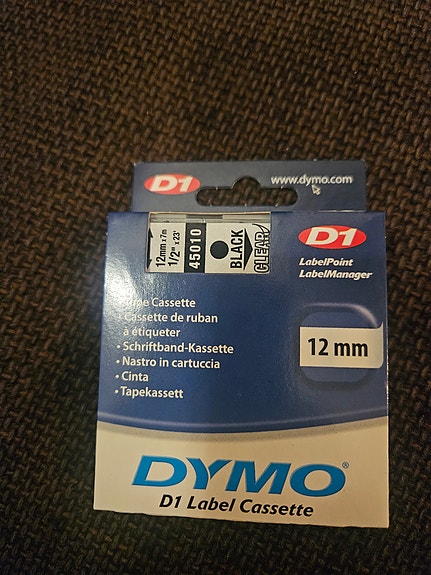 D1
www.dymo.com
12mm x 7m
1/2" x 23'
45010
BLACK
CLEAR
D1
LabelPoint
LabelManager
Tape Cassette
• Cassette de ruban
à étiqueter
• Schriftband-Kassette
• Nastro in cartuccia
• Cinta
• Tapekassett
12 mm
DYMO®
D1 Label Cassette